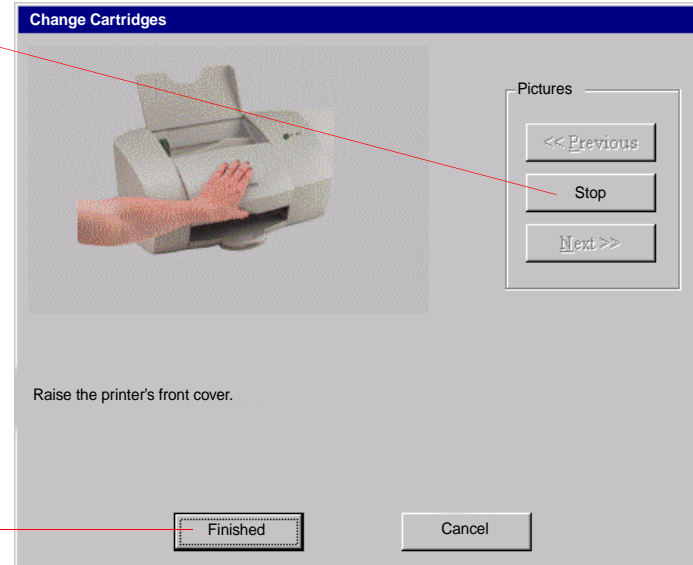 Change Cartridges
Pictures
<< Previous
Stop
Next >>
Raise the printer's front cover.
Finished
Cancel